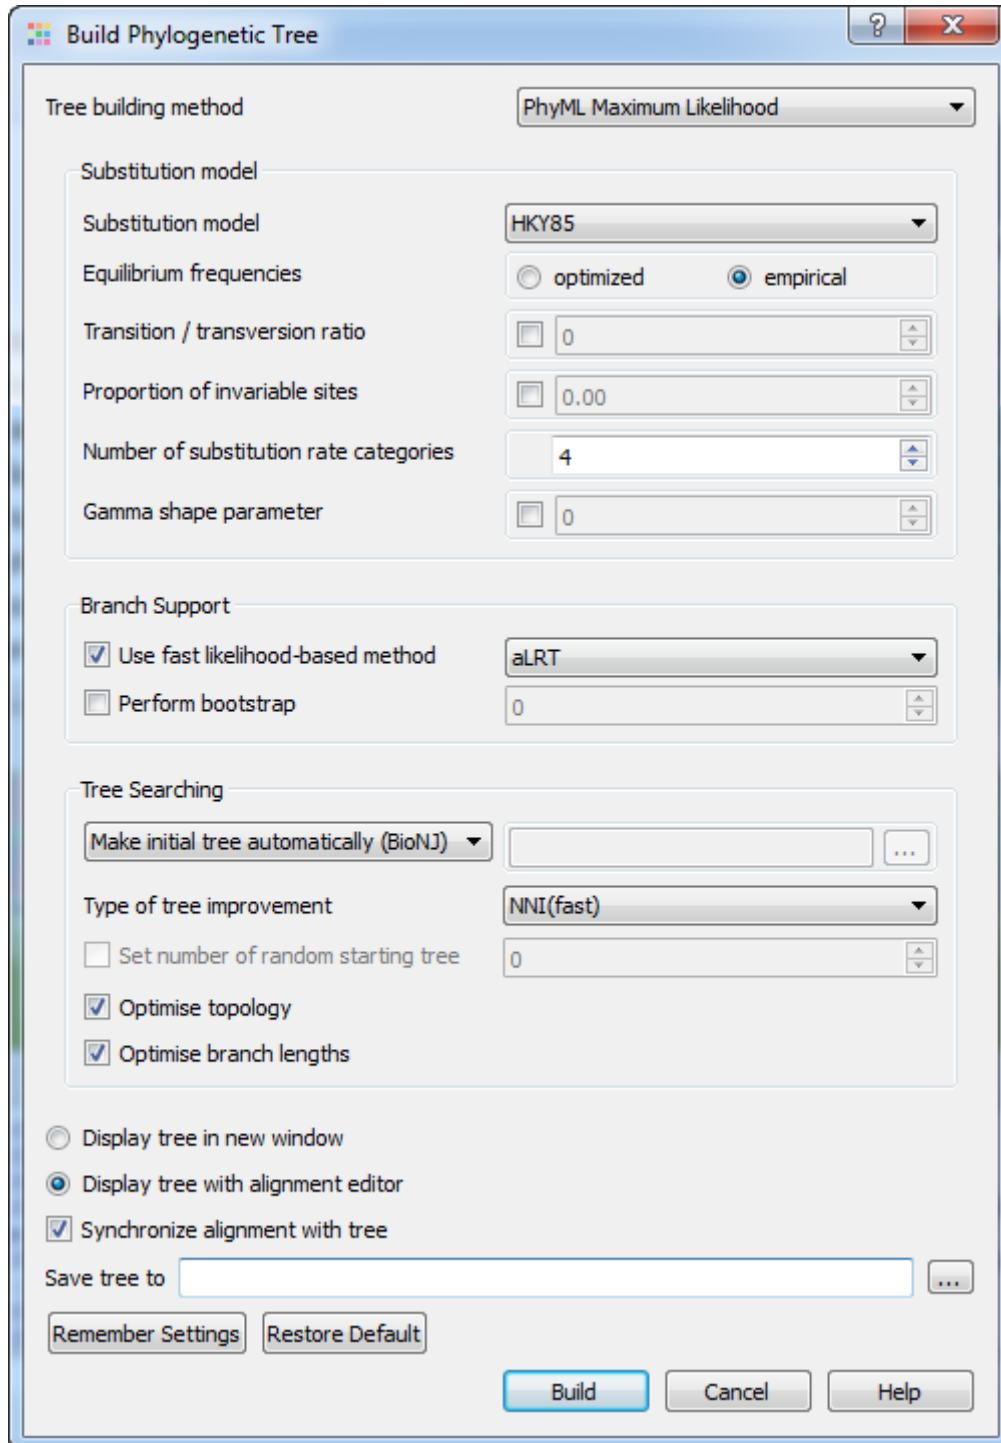 Build Phylogenetic Tree
Tree building method PhyML Maximum Likelihood
Substitution model
Substitution model HKY85
Equilibrium frequencies optimized empirical
Transition / transversion ratio 0
Proportion of invariable sites 0.00
Number of substitution rate categories 4
Gamma shape parameter 0
Branch Support
Use fast likelihood-based method aLRT
Perform bootstrap 0
Tree Searching
Make initial tree automatically (BioNJ) ...
Type of tree improvement NNI(fast)
Set number of random starting tree 0
Optimise topology
Optimise branch lengths
Display tree in new window
Display tree with alignment editor
Synchronize alignment with tree
Save tree to ...
Remember Settings Restore Default
Build Cancel Help